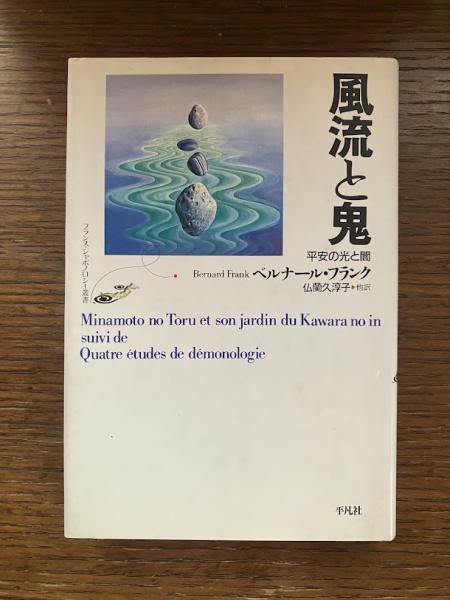 風流と鬼
平安の光と闇
Bernard Frank ベルナール・フランク
仏蘭久淳子▶他訳
フランス・ジャポノロジー叢書
Minamoto no Tōru et son jardin du Kawara no in
suivi de
Quatre études de démonologie
平凡社